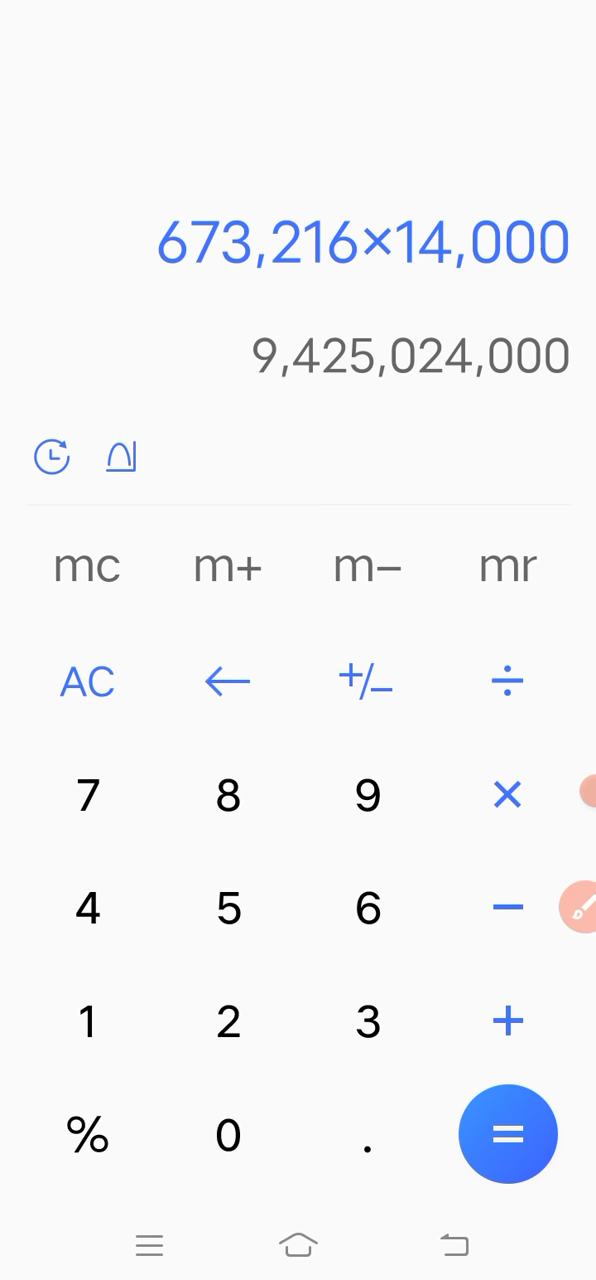 673,216×14,000
9,425,024,000
mc m+ m− mr
AC ← +/− ÷
7 8 9 ×
4 5 6 −
1 2 3 +
% 0 . =